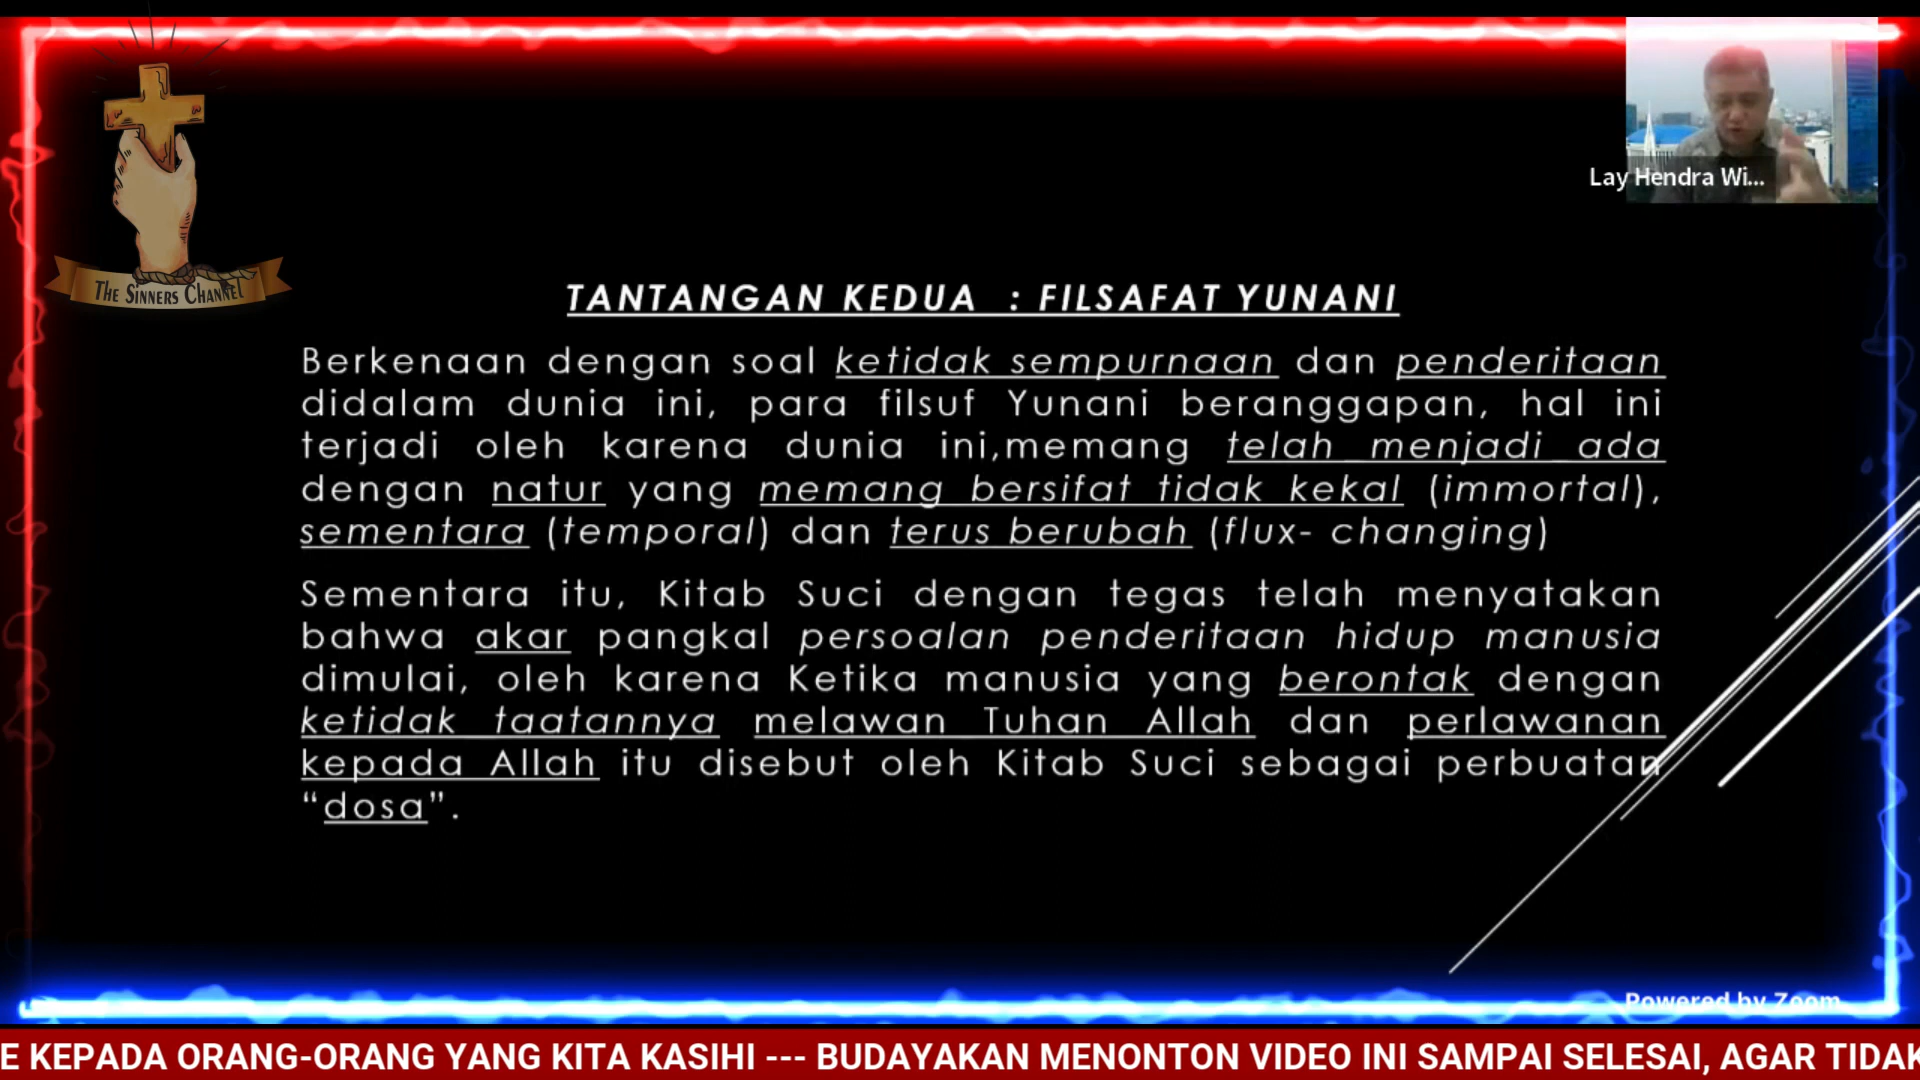 THE SINNERS CHANNEL
Lay Hendra Wi...
TANTANGAN KEDUA : FILSAFAT YUNANI
Berkenaan dengan soal ketidak sempurnaan dan penderitaan
didalam dunia ini, para filsuf Yunani beranggapan, hal ini
terjadi oleh karena dunia ini,memang telah menjadi ada
dengan natur yang memang bersifat tidak kekal (immortal),
sementara (temporal) dan terus berubah (flux- changing)
Sementara itu, Kitab Suci dengan tegas telah menyatakan
bahwa akar pangkal persoalan penderitaan hidup manusia
dimulai, oleh karena Ketika manusia yang berontak dengan
ketidak taatannya melawan Tuhan Allah dan perlawanan
kepada Allah itu disebut oleh Kitab Suci sebagai perbuatan
“dosa”.
Powered by Zoom
E KEPADA ORANG-ORANG YANG KITA KASIHI --- BUDAYAKAN MENONTON VIDEO INI SAMPAI SELESAI, AGAR TIDAK